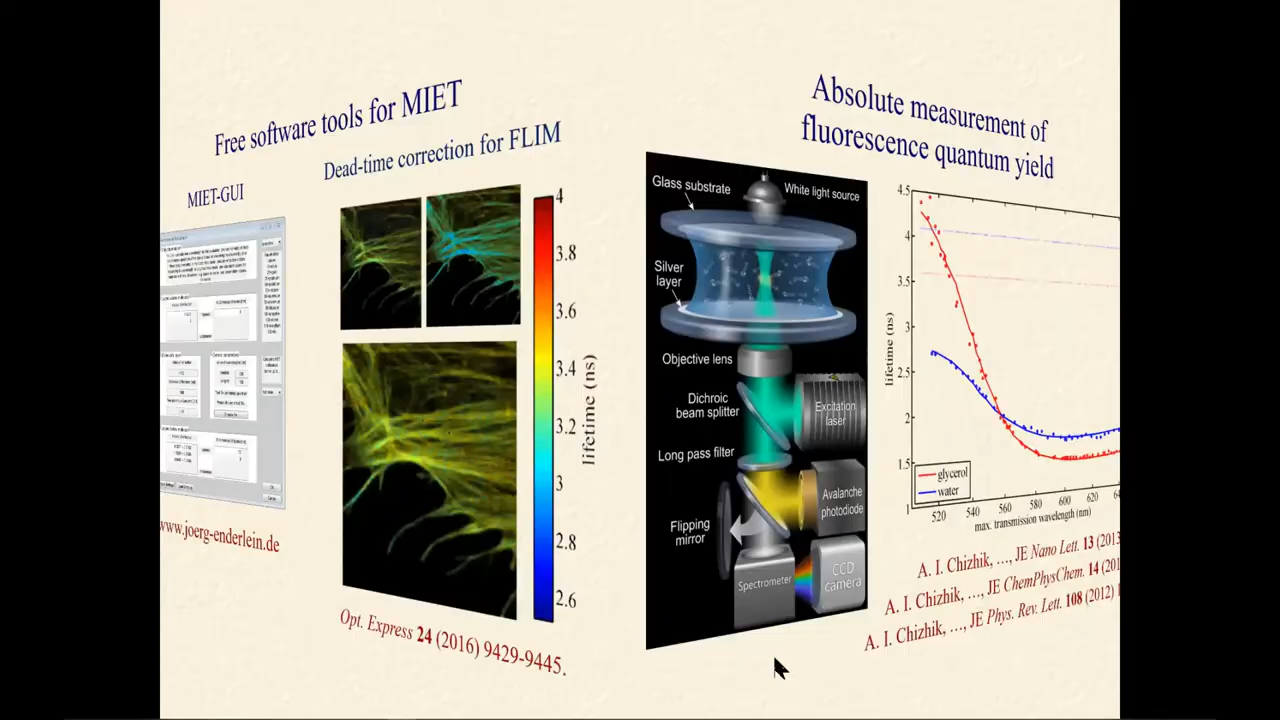 Free software tools for MIET
Dead-time correction for FLIM
MIET-GUI
www.joerg-enderlein.de
4
3.8
3.6
3.4
3.2
3
2.8
2.6
lifetime (ns)
Opt. Express 24 (2016) 9429-9445.
Absolute measurement of
fluorescence quantum yield
Glass substrate
White light source
Silver
layer
Objective lens
Dichroic
beam splitter
Excitation
laser
Long pass filter
Avalanche
photodiode
Flipping
mirror
Spectrometer
CCD
camera
4.5
4
3.5
3
2.5
2
1.5
1
lifetime (ns)
glycerol
water
520 540 560 580 600 620
max. transmission wavelength (nm)
A. I. Chizhik, ..., JE Nano Lett. 13 (2013
A. I. Chizhik, ..., JE ChemPhysChem. 14 (201
A. I. Chizhik, ..., JE Phys. Rev. Lett. 108 (2012)